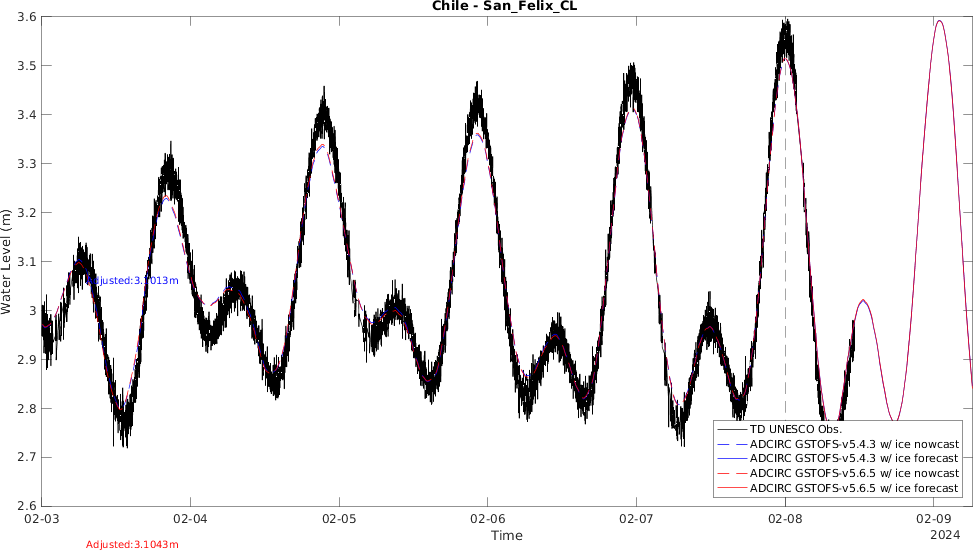 Chile - San_Felix_CL
3.6
3.5
3.4
3.3
3.2
3.1
3
2.9
2.8
2.7
2.6
Water Level (m)
Adjusted:3.1013m
TD UNESCO Obs.
ADCIRC GSTOFS-v5.4.3 w/ ice nowcast
ADCIRC GSTOFS-v5.4.3 w/ ice forecast
ADCIRC GSTOFS-v5.6.5 w/ ice nowcast
ADCIRC GSTOFS-v5.6.5 w/ ice forecast
02-03 02-04 02-05 02-06 02-07 02-08 02-09
2024
Time
Adjusted:3.1043m